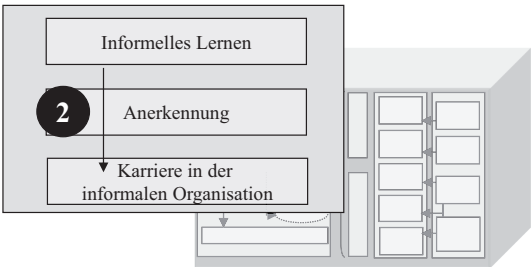 Informelles Lernen
2
Anerkennung
Karriere in der
informalen Organisation